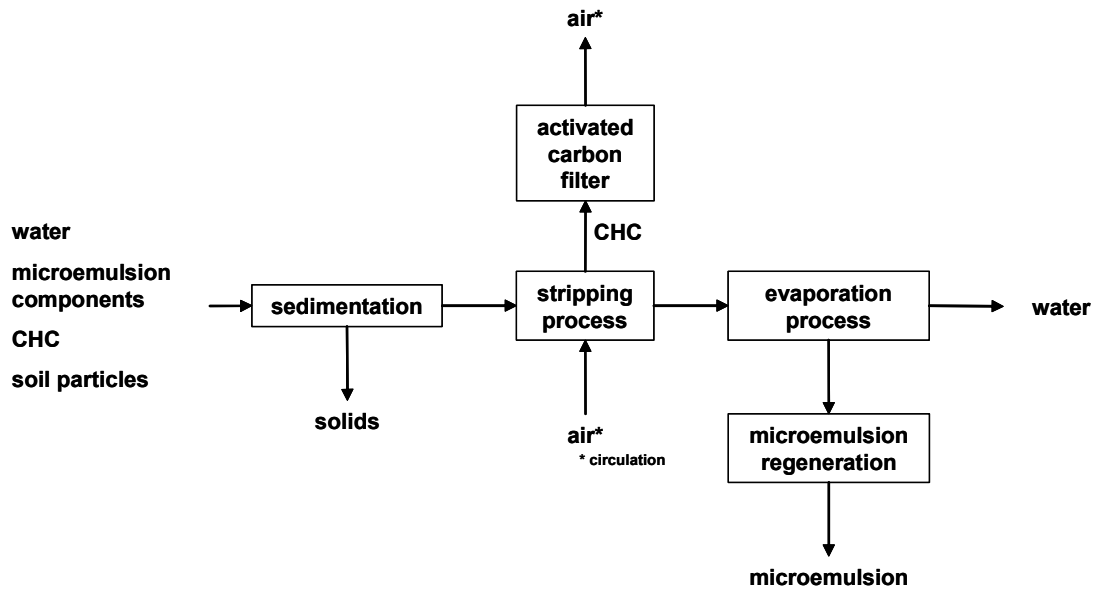 air*
activated
carbon
filter
CHC
water
microemulsion
components
CHC
soil particles
sedimentation
stripping
process
evaporation
process
water
solids
air*
* circulation
microemulsion
regeneration
microemulsion